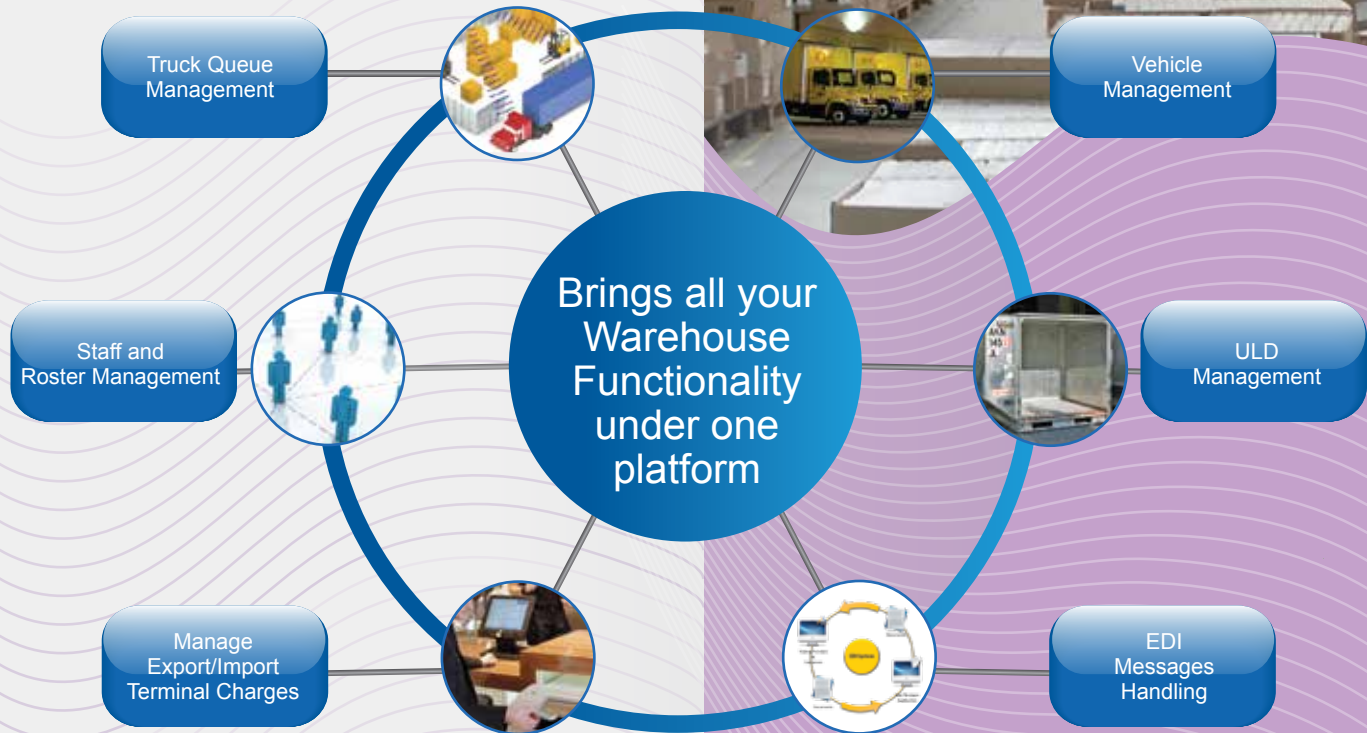 Truck Queue
Management
Vehicle
Management
Brings all your
Warehouse
Functionality
under one
platform
Staff and
Roster Management
ULD
Management
Manage
Export/Import
Terminal Charges
EDI
Messages
Handling